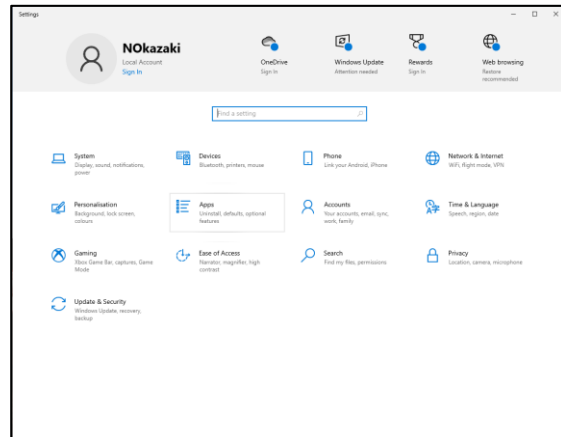 Settings
NOkazaki
Local Account
Sign In
OneDrive
Sign In
Windows Update
Attention needed
Rewards
Sign In
Web browsing
Restore
recommended
Find a setting
System
Display, sound, notifications,
power
Devices
Bluetooth, printers, mouse
Phone
Link your Android, iPhone
Network & Internet
WiFi, flight mode, VPN
Personalisation
Background, lock screen,
colours
Apps
Uninstall, defaults, optional
features
Accounts
Your accounts, email, sync,
work, family
Time & Language
Speech, region, date
Gaming
Xbox Game Bar, captures, Game
Mode
Ease of Access
Narrator, magnifier, high
contrast
Search
Find my files, permissions
Privacy
Location, camera, microphone
Update & Security
Windows Update, recovery,
backup